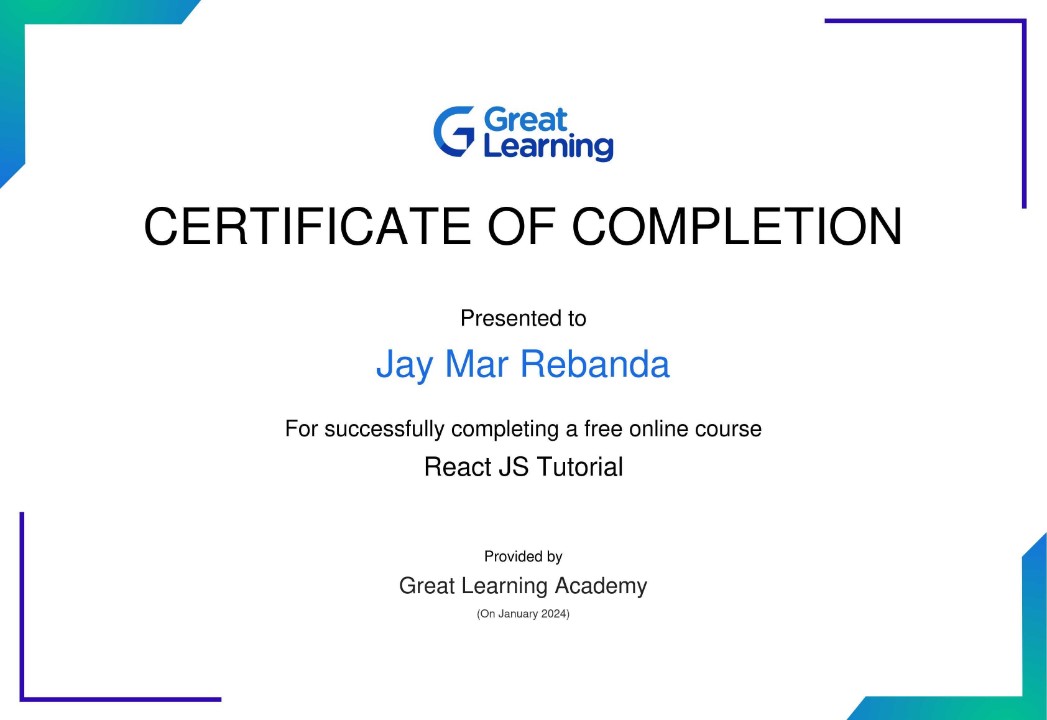 Great
Learning
CERTIFICATE OF COMPLETION
Presented to
Jay Mar Rebanda
For successfully completing a free online course
React JS Tutorial
Provided by
Great Learning Academy
(On January 2024)